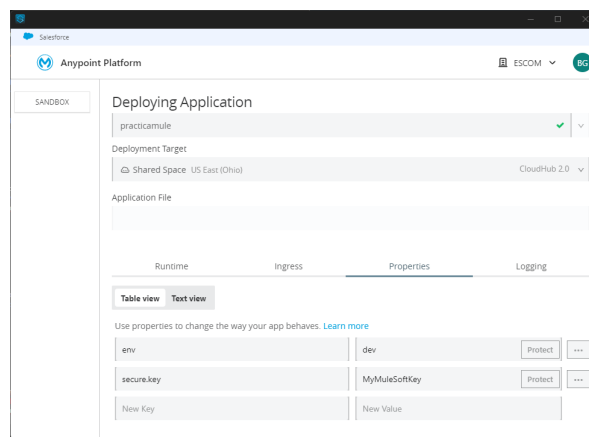 Salesforce
Anypoint Platform
ESCOM
BG
SANDBOX
Deploying Application
practicamule
Deployment Target
Shared Space US East (Ohio) CloudHub 2.0
Application File
Runtime Ingress Properties Logging
Table view Text view
Use properties to change the way your app behaves. Learn more
env dev Protect ...
secure.key MyMuleSoftKey Protect ...
New Key New Value